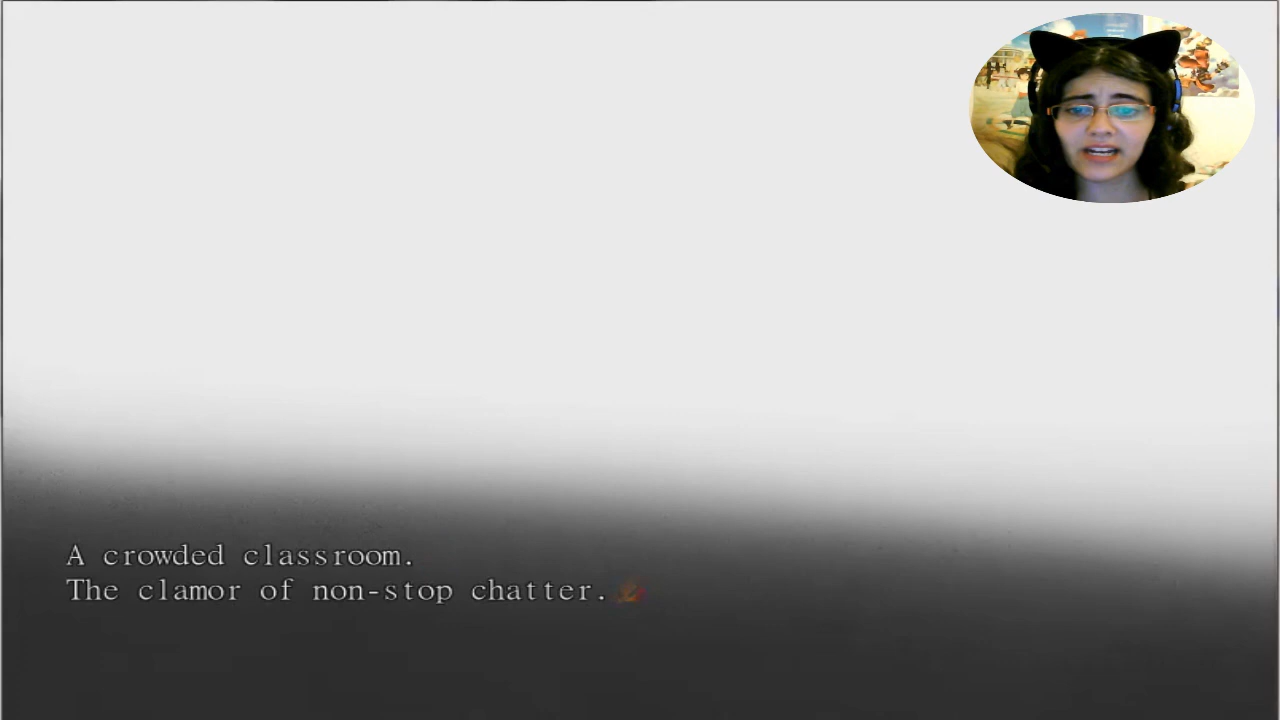 A crowded classroom.
The clamor of non-stop chatter.